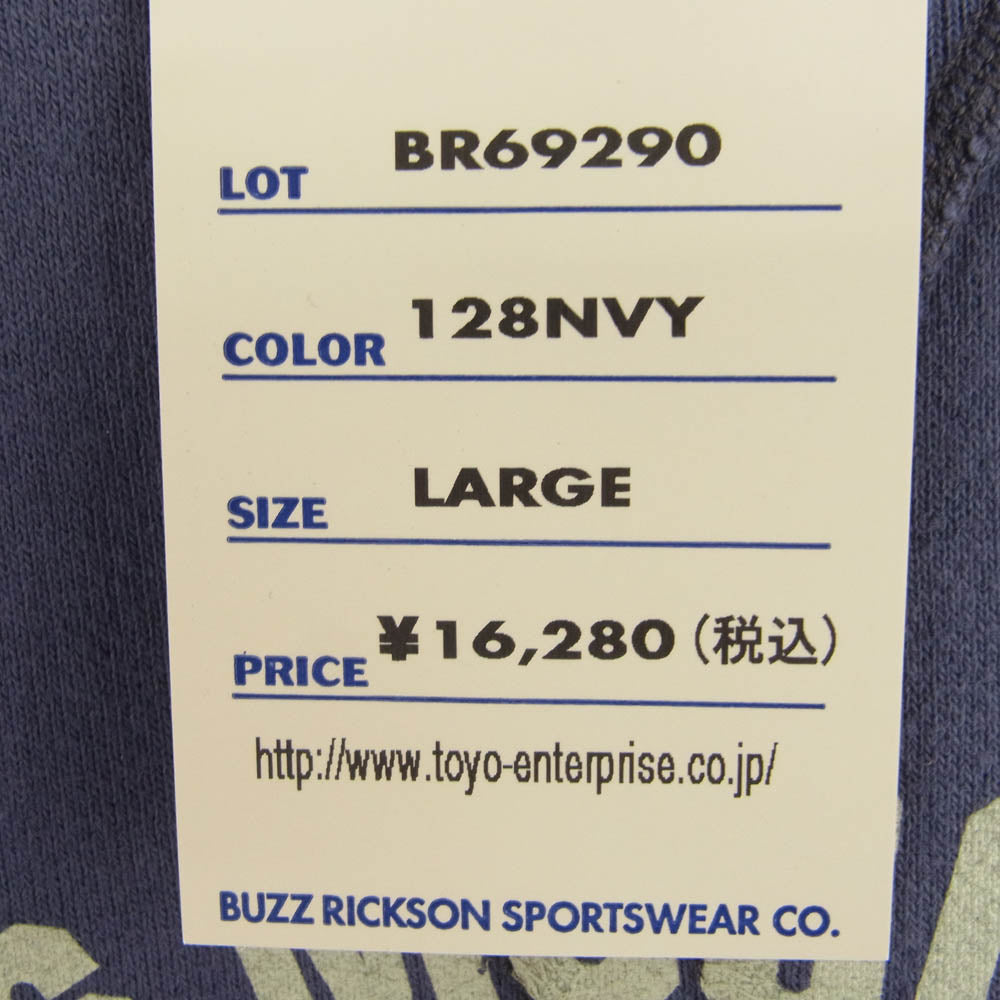 LOT BR69290
COLOR 128NVY
SIZE LARGE
PRICE ¥16,280(税込)
http://www.toyo-enterprise.co.jp/
BUZZ RICKSON SPORTSWEAR CO.